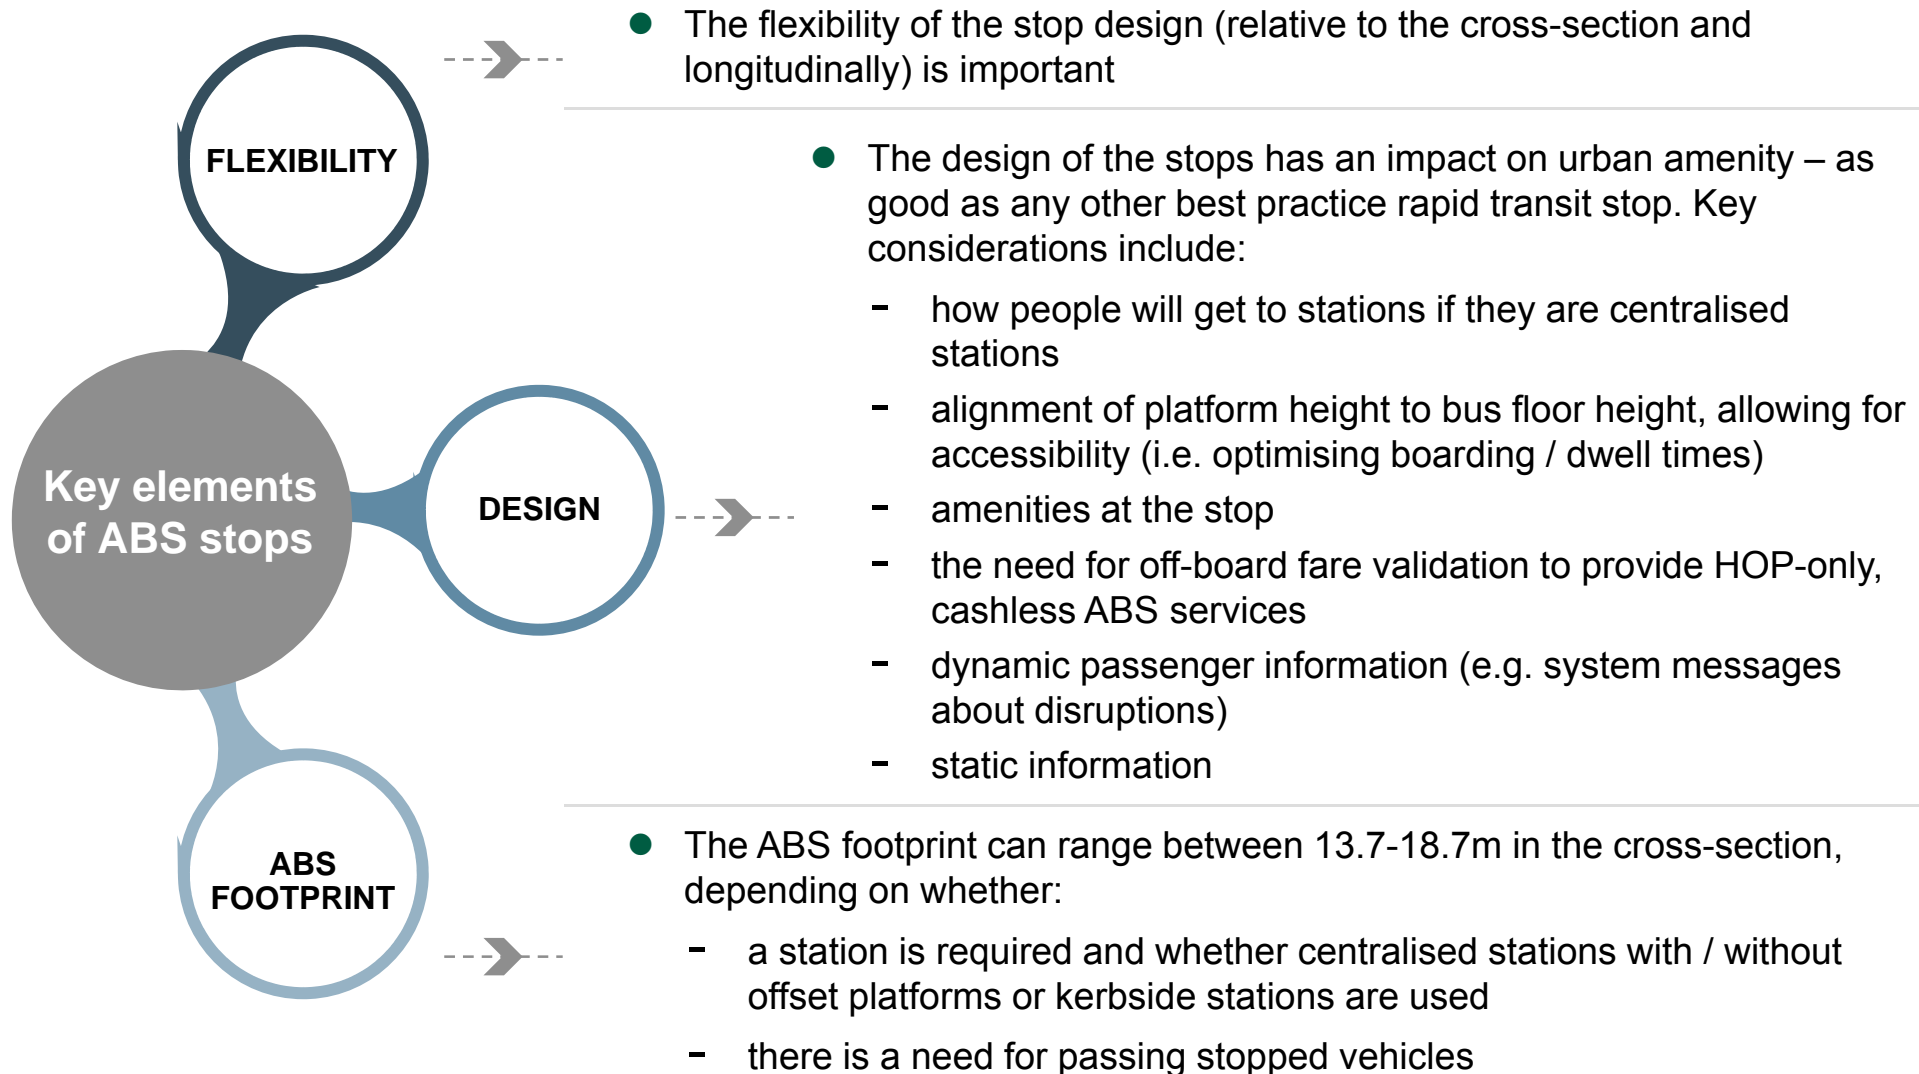 Key elements
of ABS stops
FLEXIBILITY
● The flexibility of the stop design (relative to the cross-section and
longitudinally) is important
DESIGN
● The design of the stops has an impact on urban amenity – as
good as any other best practice rapid transit stop. Key
considerations include:
- how people will get to stations if they are centralised
stations
- alignment of platform height to bus floor height, allowing for
accessibility (i.e. optimising boarding / dwell times)
- amenities at the stop
- the need for off-board fare validation to provide HOP-only,
cashless ABS services
- dynamic passenger information (e.g. system messages
about disruptions)
- static information
ABS
FOOTPRINT
● The ABS footprint can range between 13.7-18.7m in the cross-section,
depending on whether:
- a station is required and whether centralised stations with / without
offset platforms or kerbside stations are used
- there is a need for passing stopped vehicles